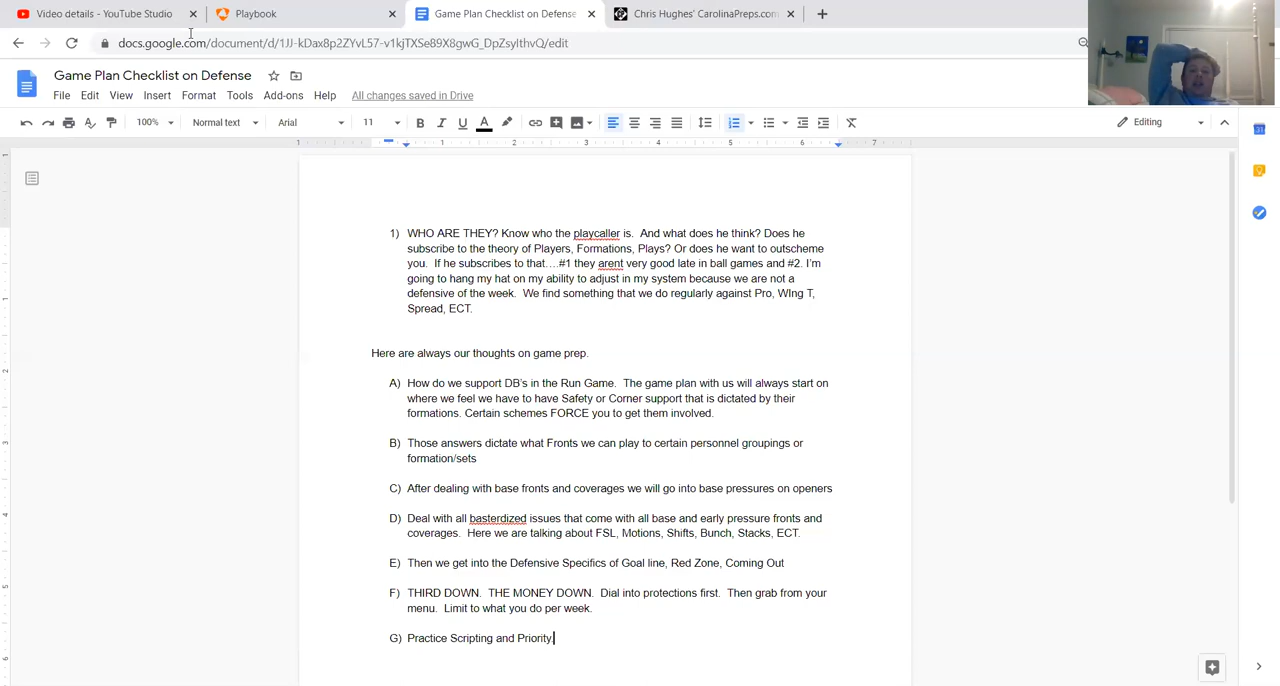 Video details - YouTube Studio
Playbook
Game Plan Checklist on Defense
Chris Hughes' CarolinaPreps.com
docs.google.com/document/d/1JJ-kDax8p2ZYvL57-v1kjTXSe89X8gwG_DpZsyIthvQ/edit
Game Plan Checklist on Defense
File Edit View Insert Format Tools Add-ons Help All changes saved in Drive
100% Normal text Arial 11 Editing
1) WHO ARE THEY? Know who the playcaller is. And what does he think? Does he
subscribe to the theory of Players, Formations, Plays? Or does he want to outscheme
you. If he subscribes to that....#1 they arent very good late in ball games and #2. I'm
going to hang my hat on my ability to adjust in my system because we are not a
defensive of the week. We find something that we do regularly against Pro, WIng T,
Spread, ECT.
Here are always our thoughts on game prep.
A) How do we support DB's in the Run Game. The game plan with us will always start on
where we feel we have to have Safety or Corner support that is dictated by their
formations. Certain schemes FORCE you to get them involved.
B) Those answers dictate what Fronts we can play to certain personnel groupings or
formation/sets
C) After dealing with base fronts and coverages we will go into base pressures on openers
D) Deal with all basterdized issues that come with all base and early pressure fronts and
coverages. Here we are talking about FSL, Motions, Shifts, Bunch, Stacks, ECT.
E) Then we get into the Defensive Specifics of Goal line, Red Zone, Coming Out
F) THIRD DOWN. THE MONEY DOWN. Dial into protections first. Then grab from your
menu. Limit to what you do per week.
G) Practice Scripting and Priority